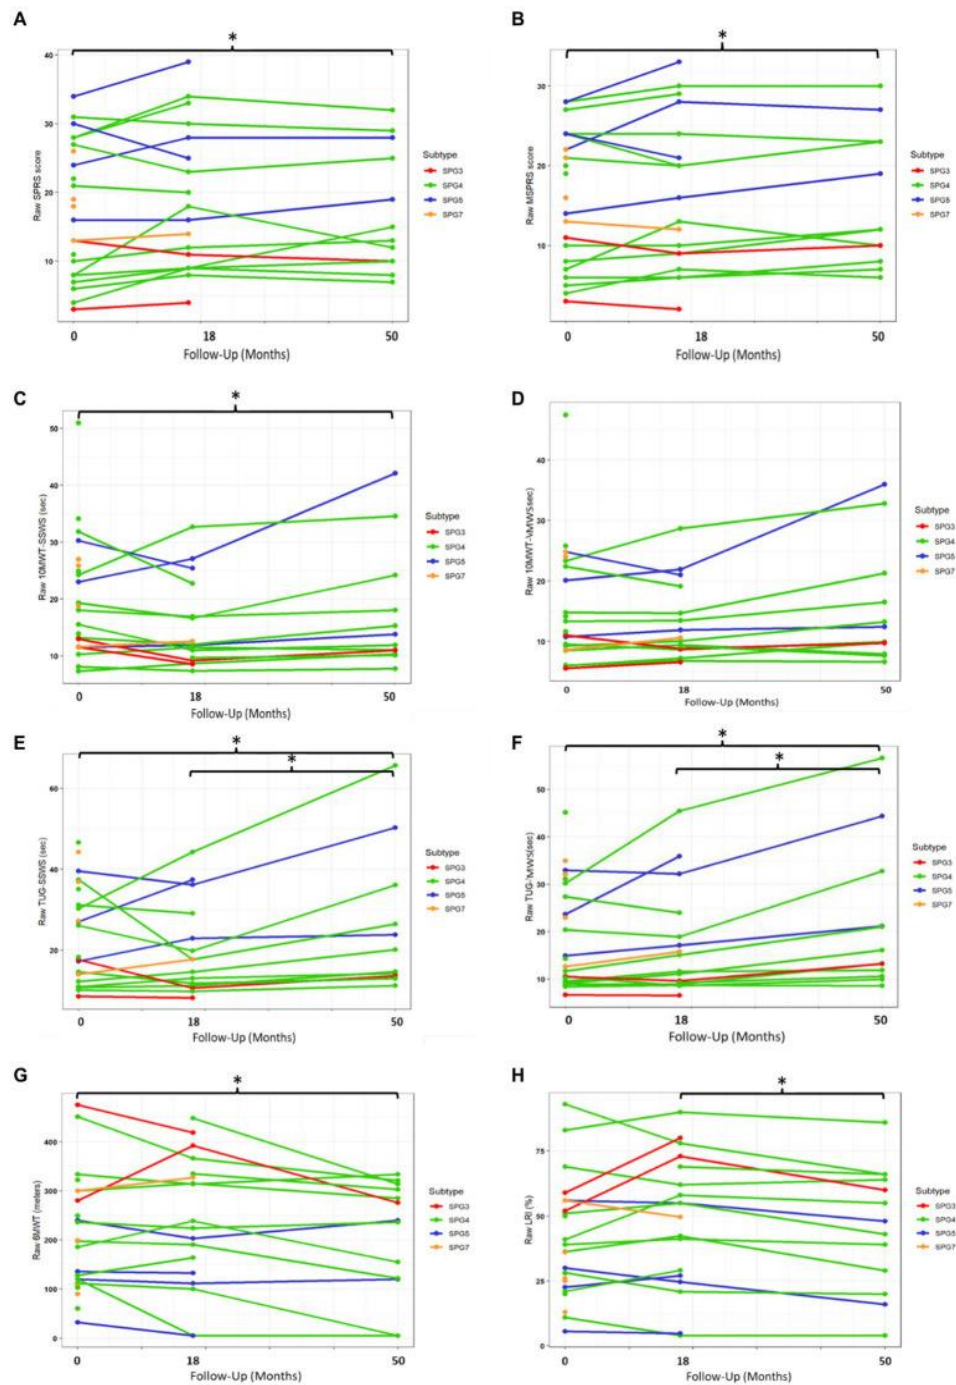 A
*
40
30
20
10
Raw SPRS score
Subtype
SPG3
SPG4
SPG5
SPG7
0 18 50
Follow-Up (Months)
B
*
30
20
10
Raw MSPRS score
Subtype
SPG3
SPG4
SPG5
SPG7
0 18 50
Follow-Up (Months)
C
*
50
40
30
20
10
Raw 10MWT-SSWS (sec)
Subtype
SPG3
SPG4
SPG5
SPG7
0 18 50
Follow-Up (Months)
D
40
30
20
10
Raw
Subtype
SPG3
SPG4
SPG5
SPG7
0 18 50
Follow-Up (Months)
E
*
*
60
40
20
Raw TUG-SSWS (sec)
Subtype
SPG3
SPG4
SPG5
SPG7
0 18 50
Follow-Up (Months)
F
*
*
50
40
30
20
10
Raw
Subtype
SPG3
SPG4
SPG5
SPG7
0 18 50
Follow-Up (Months)
G
*
400
300
200
100
0
Raw 6MWT (meters)
Subtype
SPG3
SPG4
SPG5
SPG7
0 18 50
Follow-Up (Months)
H
*
75
50
25
0
Raw LRI (%)
Subtype
SPG3
SPG4
SPG5
SPG7
0 18 50
Follow-Up (Months)